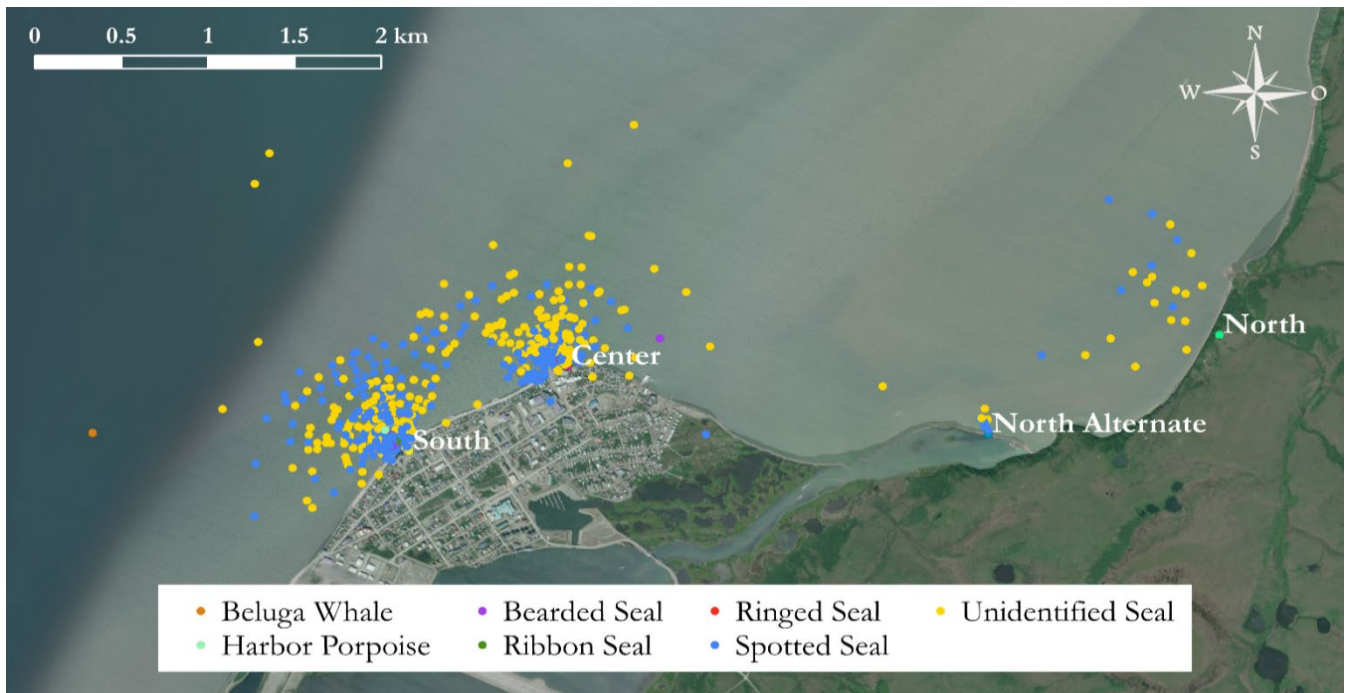 0 0.5 1 1.5 2 km
N
W O
S
North
Center
North Alternate
South
Beluga Whale Bearded Seal Ringed Seal Unidentified Seal
Harbor Porpoise Ribbon Seal Spotted Seal